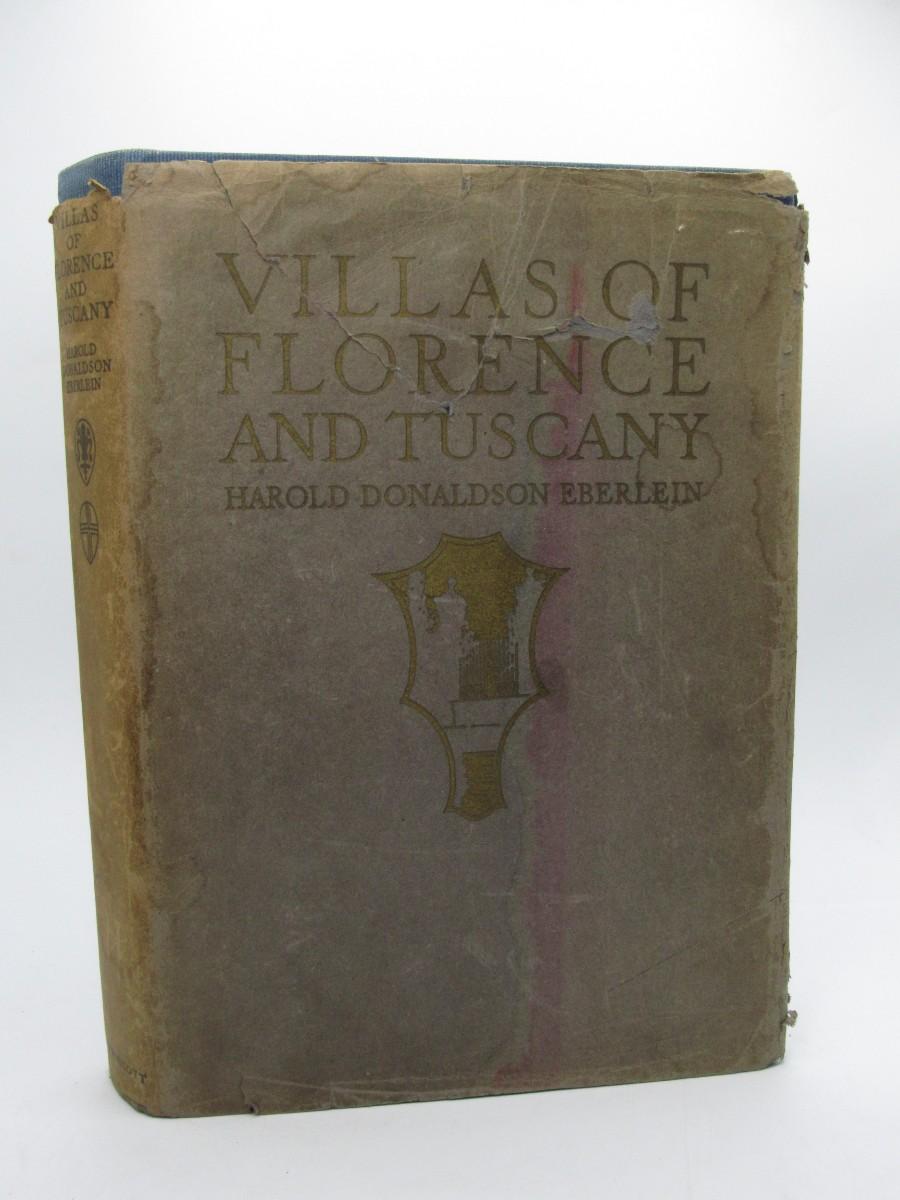 VILLAS OF
FLORENCE
AND TUSCANY
HAROLD DONALDSON EBERLEIN
VILLAS
OF
FLORENCE
AND
TUSCANY
HAROLD
DONALDSON
EBERLEIN